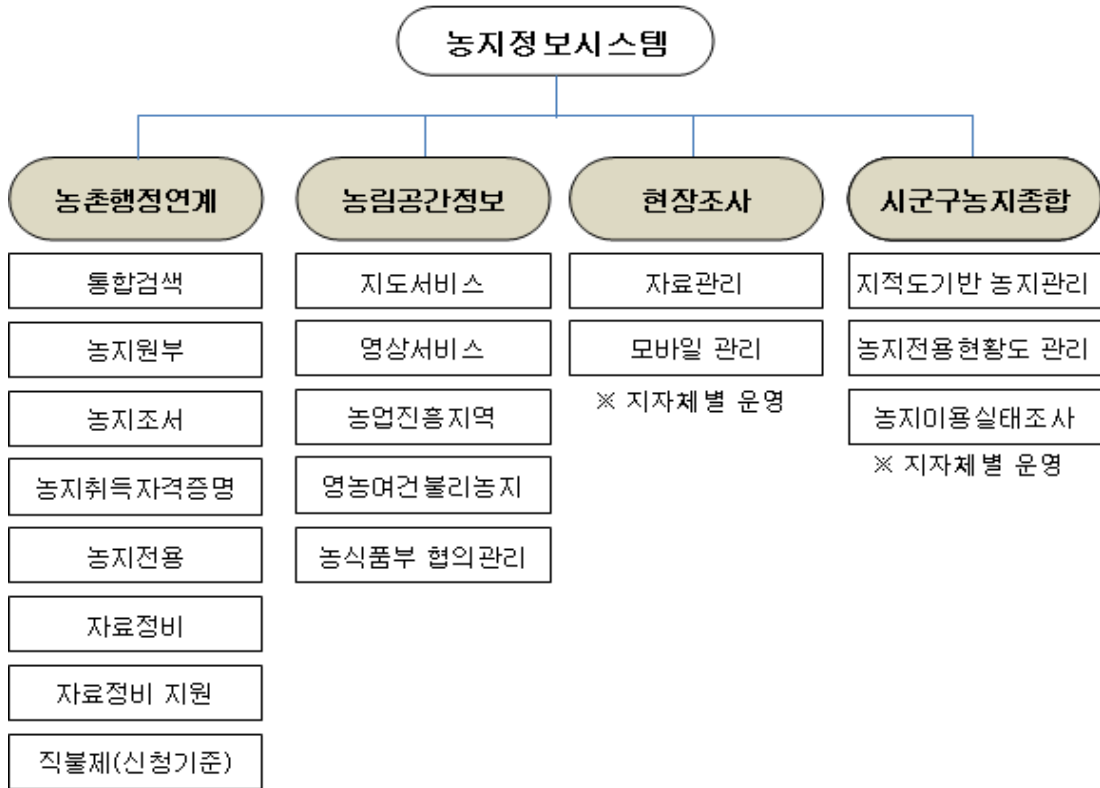 농지정보시스템
농촌행정연계
통합검색
농지원부
농지조서
농지취득자격증명
농지전용
자료정비
자료정비 지원
직불제(신청기준)
농림공간정보
지도서비스
영상서비스
농업진흥지역
영농여건불리농지
농식품부 협의관리
현장조사
자료관리
모바일 관리
※ 지자체별 운영
시군구농지종합
지적도기반 농지관리
농지전용현황도 관리
농지이용실태조사
※ 지자체별 운영